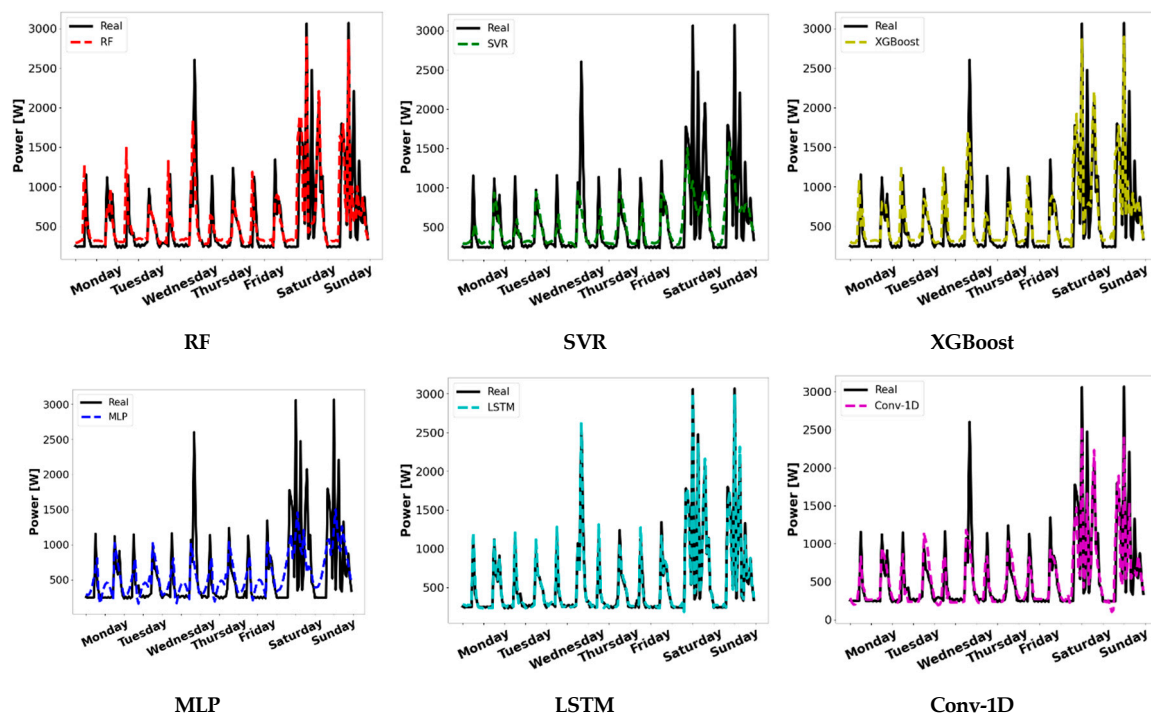 Real
RF
Power [W]
3000
2500
2000
1500
1000
500
Monday
Tuesday
Wednesday
Thursday
Friday
Saturday
Sunday
RF
Real
SVR
Power [W]
3000
2500
2000
1500
1000
500
Monday
Tuesday
Wednesday
Thursday
Friday
Saturday
Sunday
SVR
Real
XGBoost
Power [W]
3000
2500
2000
1500
1000
500
Monday
Tuesday
Wednesday
Thursday
Friday
Saturday
Sunday
XGBoost
Real
MLP
Power [W]
3000
2500
2000
1500
1000
500
Monday
Tuesday
Wednesday
Thursday
Friday
Saturday
Sunday
MLP
Real
LSTM
Power [W]
3000
2500
2000
1500
1000
500
Monday
Tuesday
Wednesday
Thursday
Friday
Saturday
Sunday
LSTM
Real
Conv-1D
Power [W]
3000
2500
2000
1500
1000
500
0
Monday
Tuesday
Wednesday
Thursday
Friday
Saturday
Sunday
Conv-1D